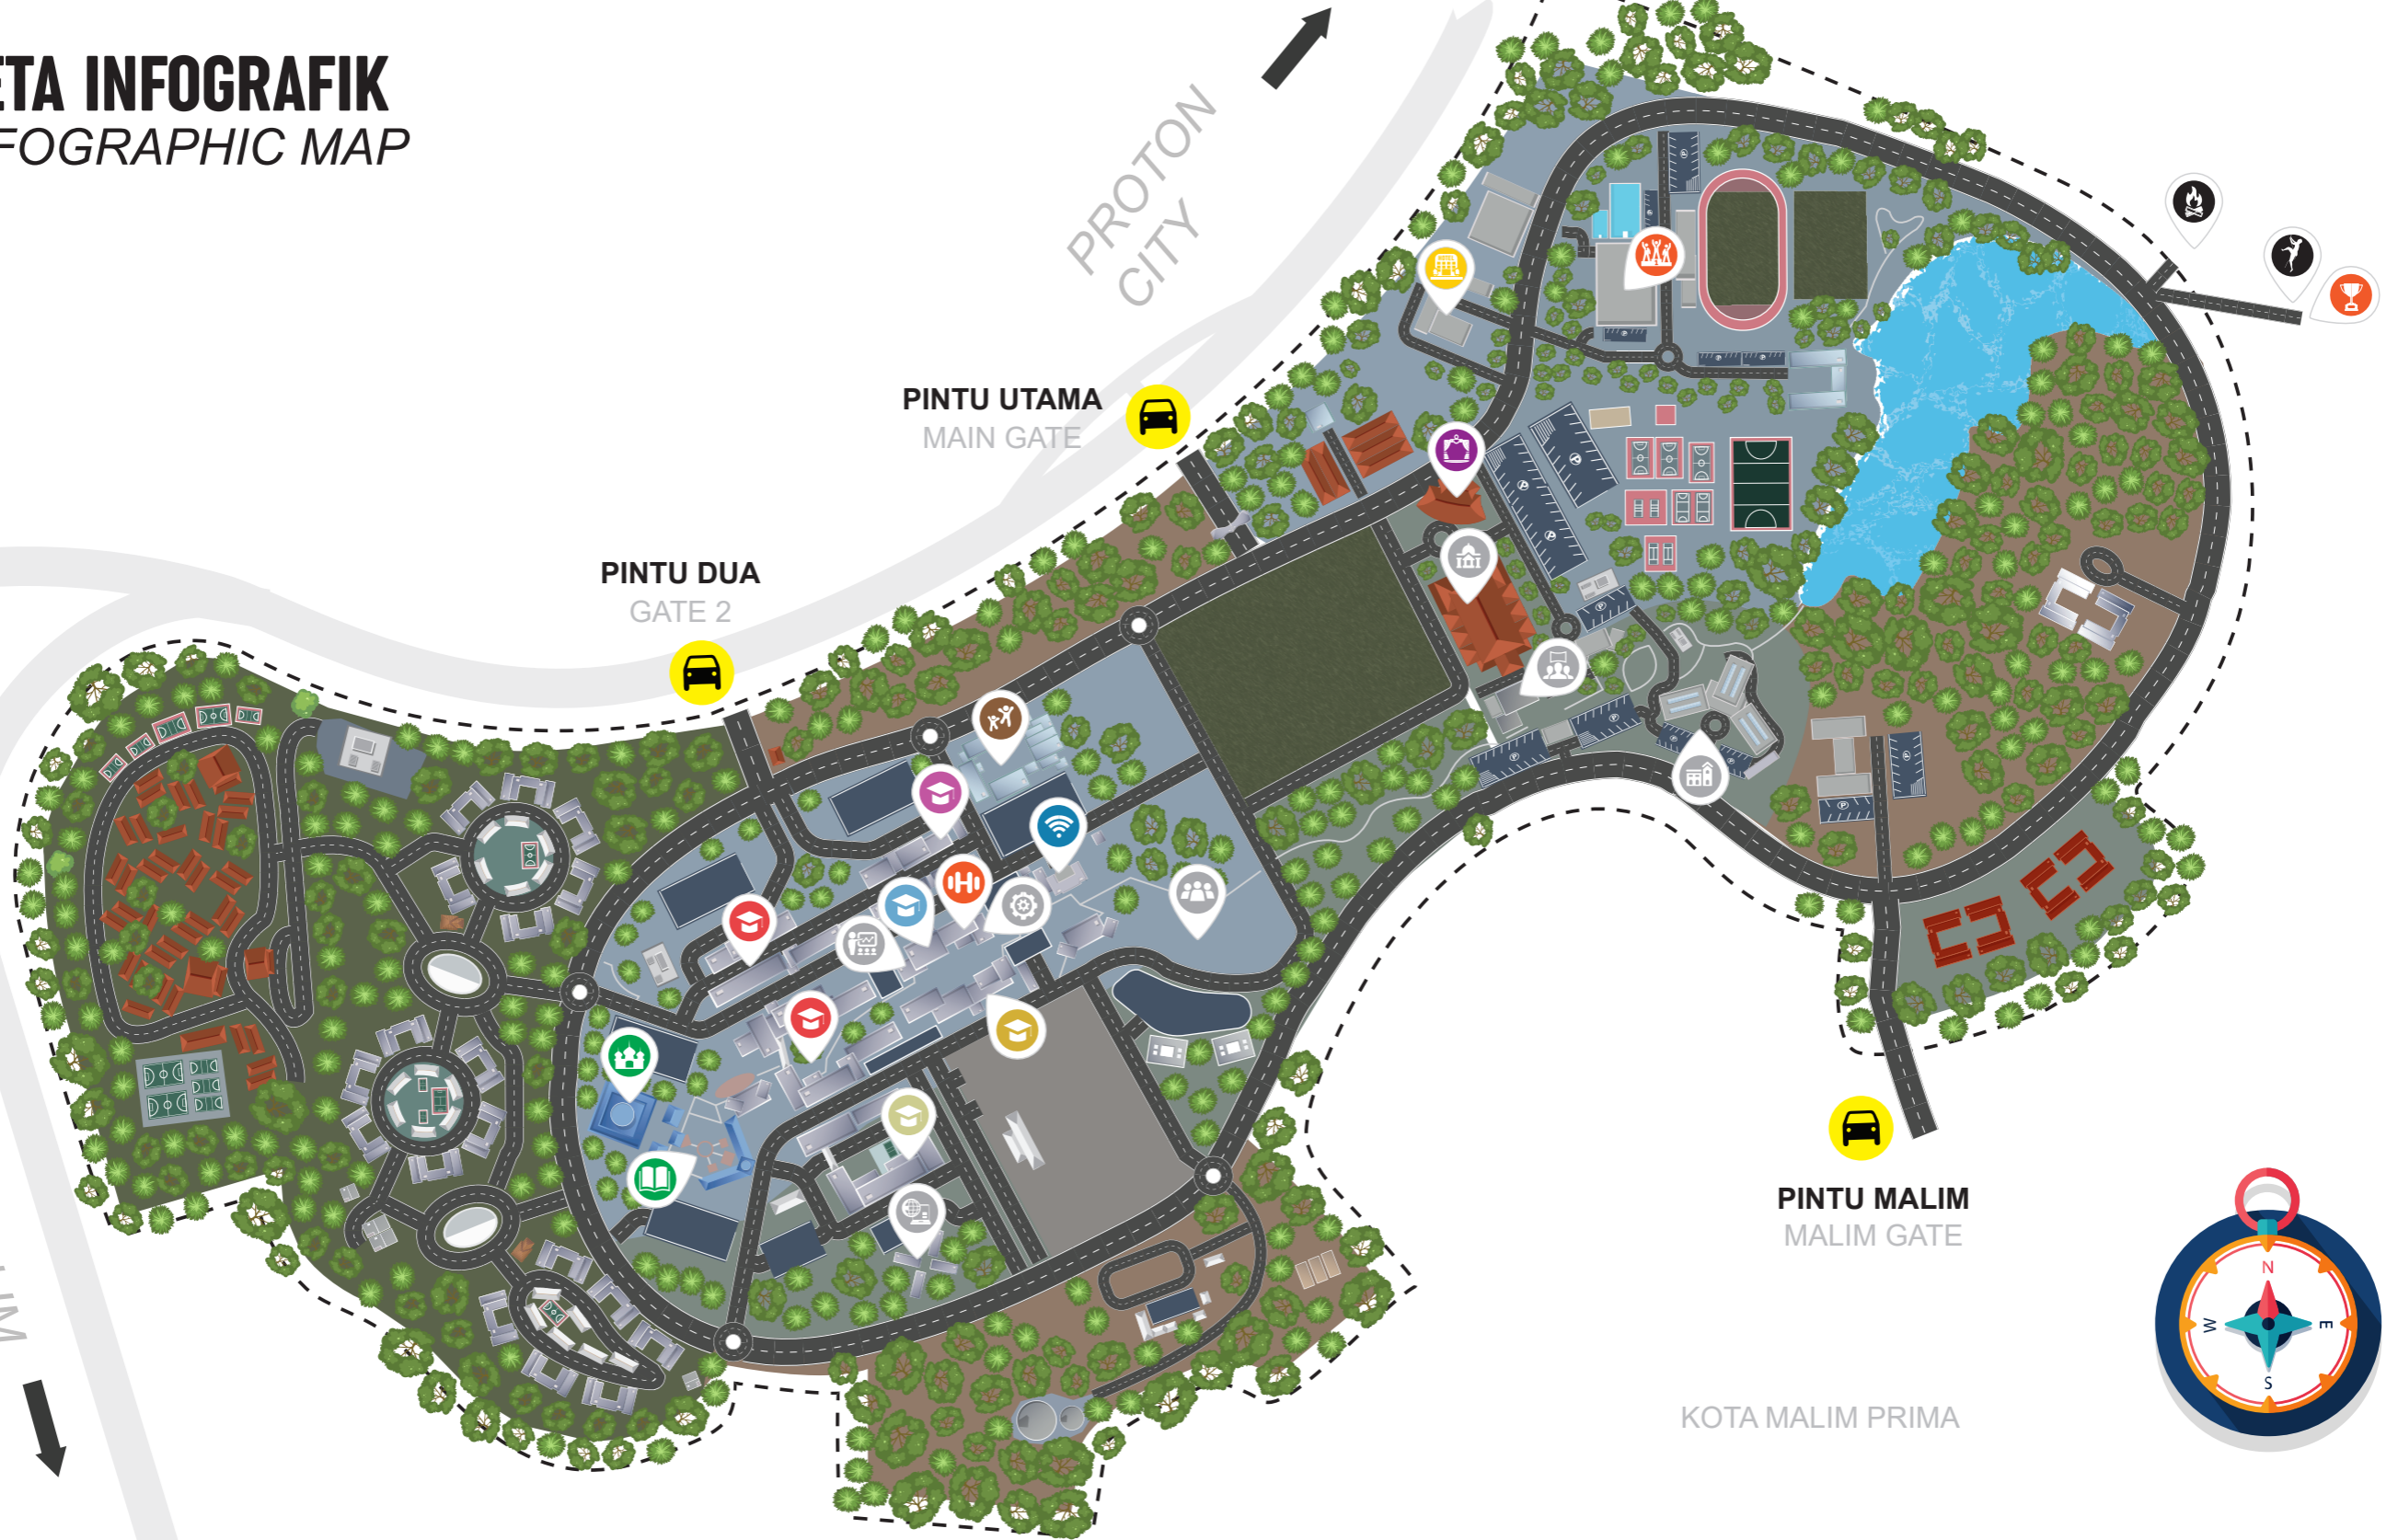 ETA INFOGRAFIK
FOGRAPHIC MAP
PROTON
CITY
PINTU UTAMA
MAIN GATE
PINTU DUA
GATE 2
PINTU MALIM
MALIM GATE
N
W
E
S
KOTA MALIM PRIMA